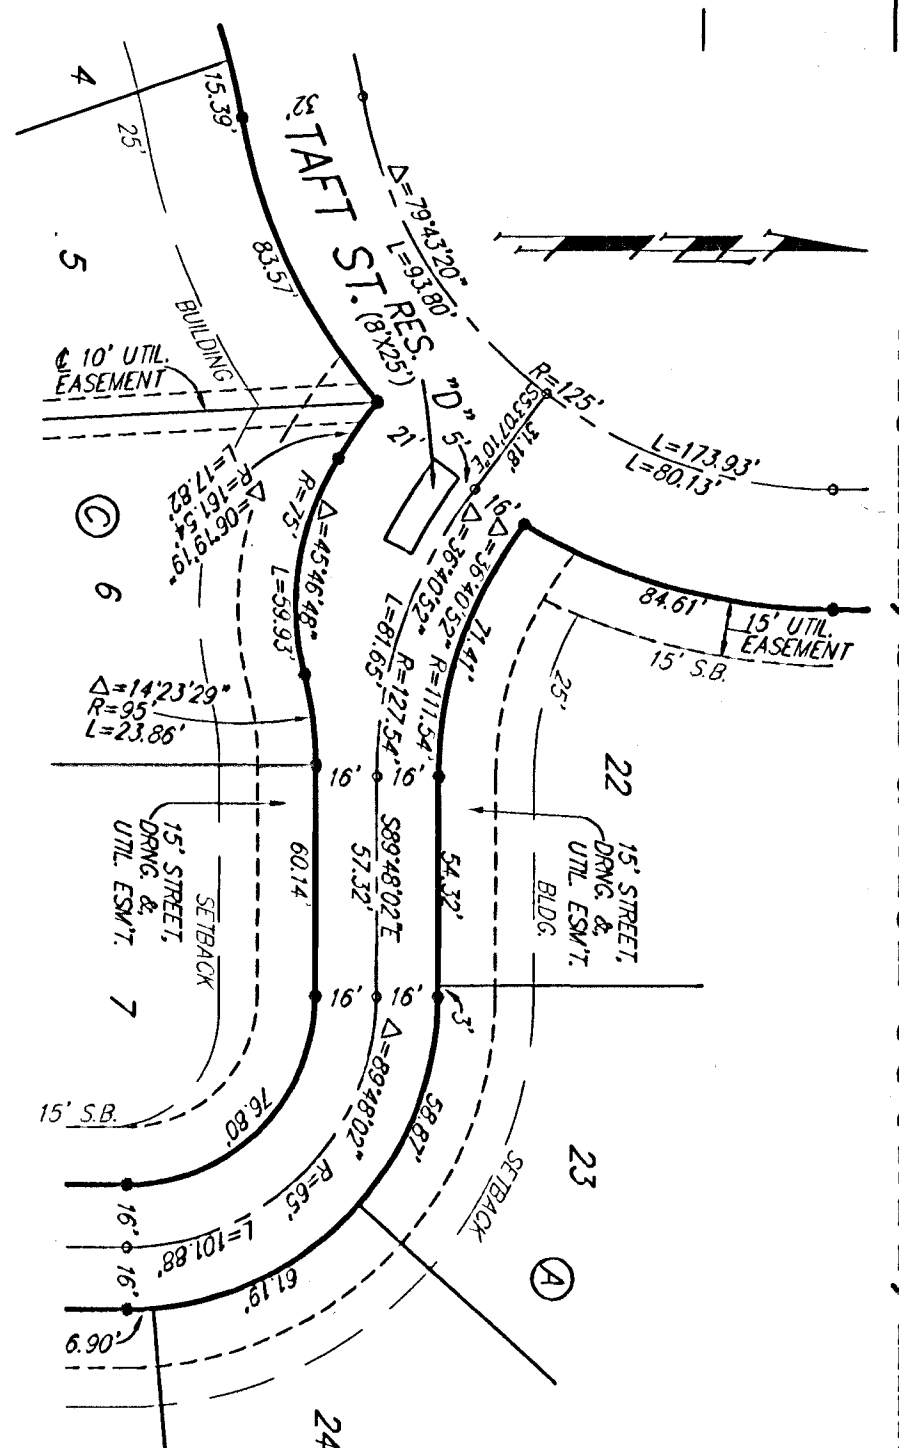 4
15.39'
25'
32'
TAFT ST.
RES.
(8'X25')
"D"
Δ=79°43'20"
L=93.80'
5
83.57'
BUILDING
℄ 10' UTIL.
EASEMENT
R=125'
S53°07'10"E
31.18'
21'
5'
L=173.93'
L=80.13'
16'
84.61'
15' UTIL.
EASEMENT
15' S.B.
25'
Δ=06°19'19"
R=161.54'
L=17.82'
C
6
R=75'
Δ=45°46'48"
L=59.93'
Δ=36°40'52"
71.41'
R=111.54'
Δ=36°40'52"
R=127.54'
L=81.65'
Δ=14°23'29"
R=95'
L=23.86'
22
16'
16'
15' STREET,
DRNG. &
UTIL. ESM'T.
60.14'
S89°48'02"E
57.32'
54.32'
BLDG.
15' STREET,
DRNG. &
UTIL. ESM'T.
SETBACK
7
16'
16'
3'
15' S.B.
76.80'
Δ=89°48'02"
R=65'
L=101.88'
58.87'
23
SETBACK
A
16'
16'
61.19'
6.90'
24